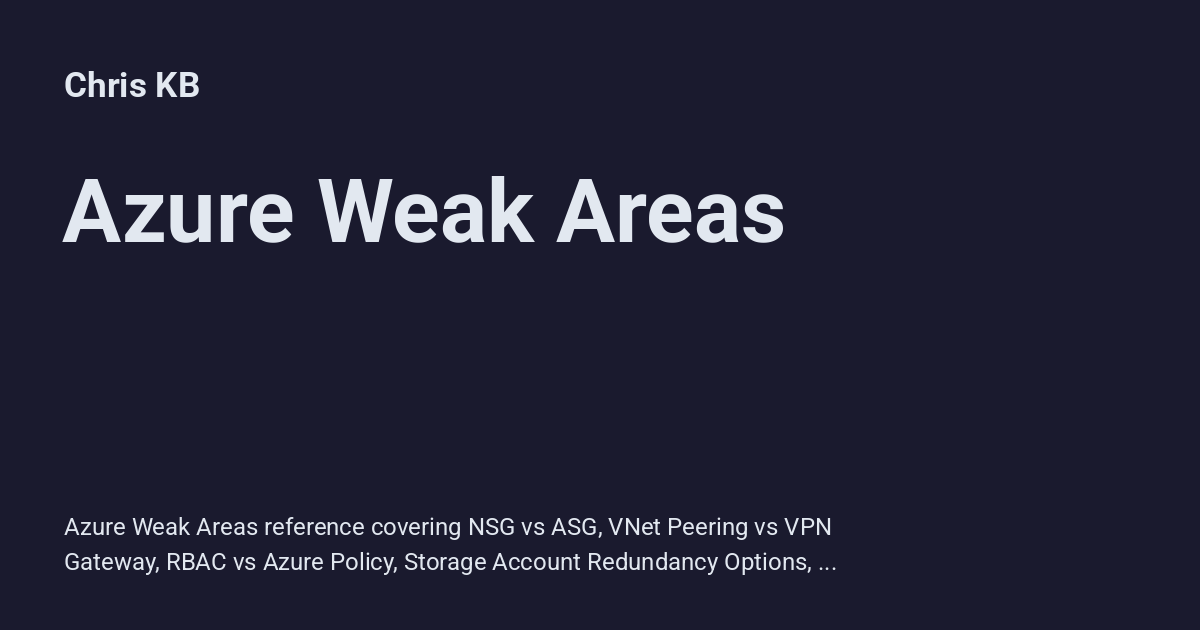 Chris KB
Azure Weak Areas
Azure Weak Areas reference covering NSG vs ASG, VNet Peering vs VPN
Gateway, RBAC vs Azure Policy, Storage Account Redundancy Options, ...